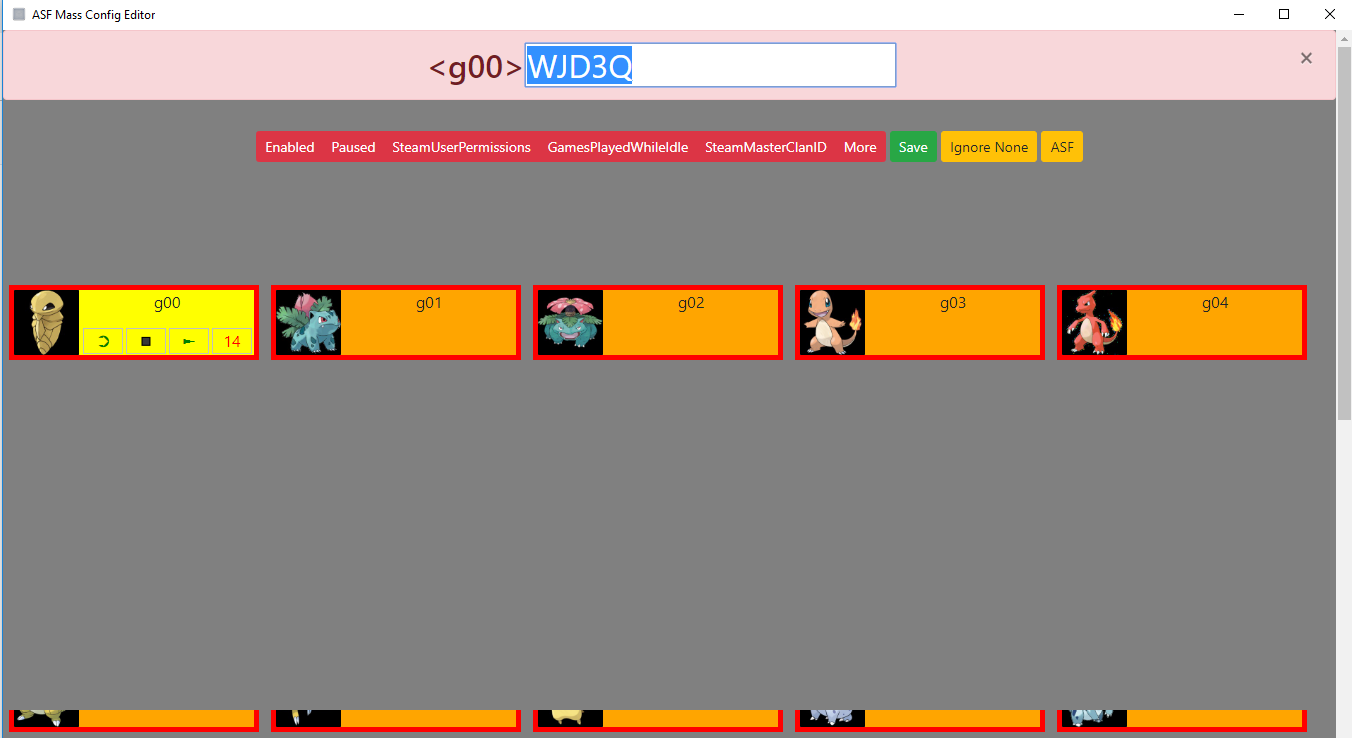 ASF Mass Config Editor
<g00> WJD3Q
Enabled Paused SteamUserPermissions GamesPlayedWhileIdle SteamMasterClanID More Save Ignore None ASF
g00 g01 g02 g03 g04
14